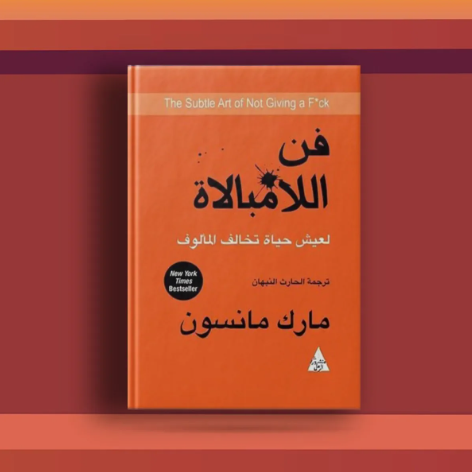 The Subtle Art of Not Giving a F*ck
فن
اللامبالاة
لعيش حياة تخالف المألوف
ترجمة الحارث النبهان
New York
Times
Bestseller
مارك مانسون